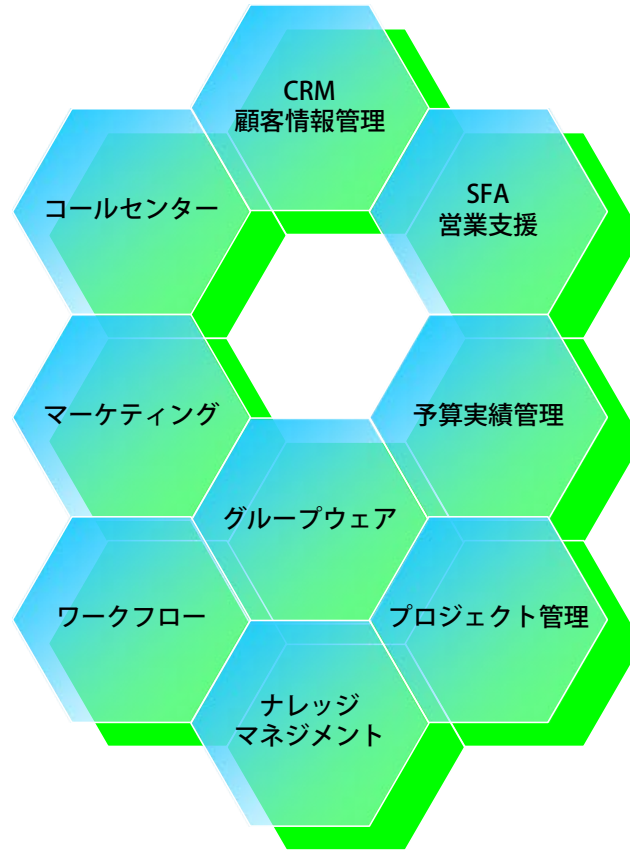 CRM
顧客情報管理
コールセンター
SFA
営業支援
マーケティング
予算実績管理
グループウェア
ワークフロー
プロジェクト管理
ナレッジ
マネジメント